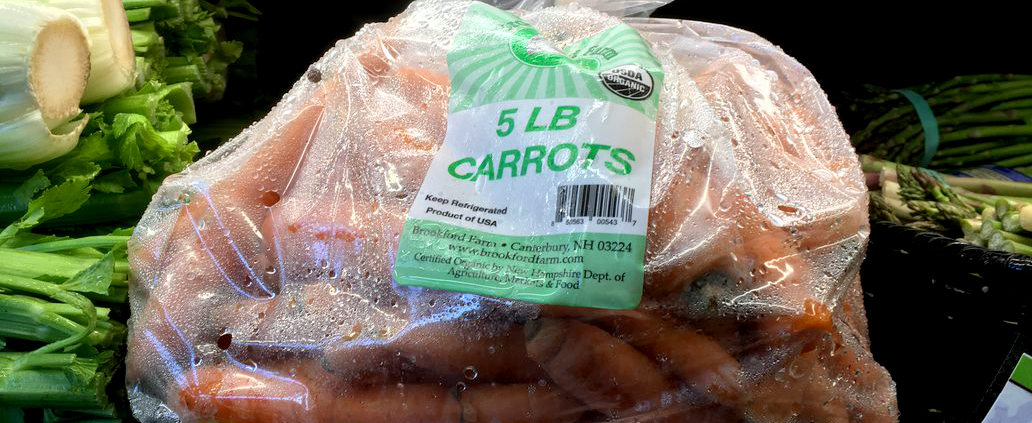 USDA
ORGANIC
5 LB
CARROTS
Keep Refrigerated
Product of USA
Brookford Farm • Canterbury, NH 03224
www.brookfordfarm.com
Certified Organic by New Hampshire Dept. of
Agriculture, Markets & Food